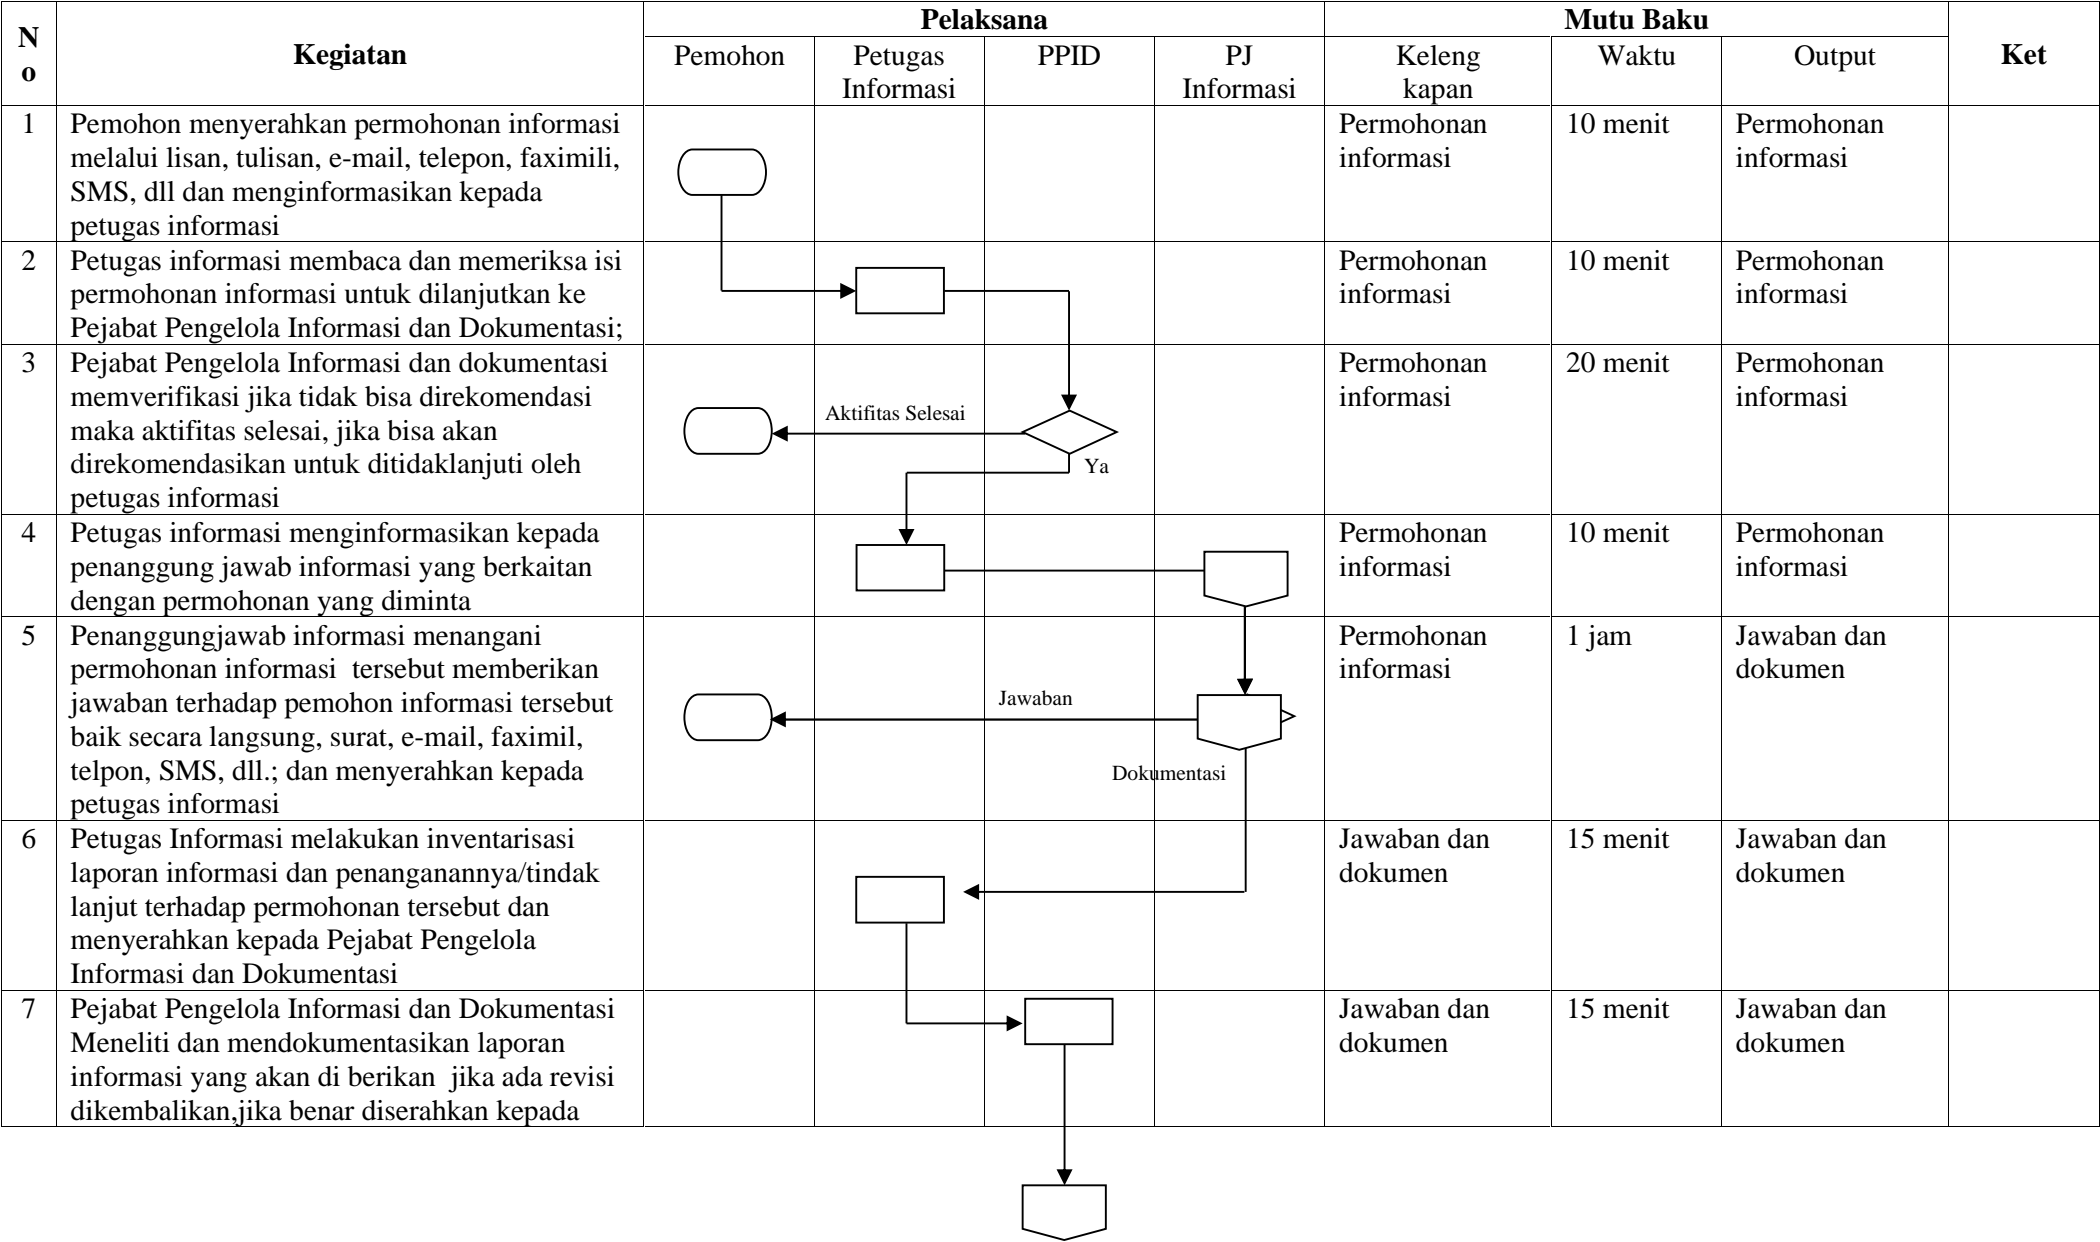 N
o
Kegiatan
Pelaksana
Mutu Baku
Ket
Pemohon
Petugas
Informasi
PPID
PJ
Informasi
Keleng
kapan
Waktu
Output
1
Pemohon menyerahkan permohonan informasi
melalui lisan, tulisan, e-mail, telepon, faximili,
SMS, dll dan menginformasikan kepada
petugas informasi
Permohonan
informasi
10 menit
Permohonan
informasi
2
Petugas informasi membaca dan memeriksa isi
permohonan informasi untuk dilanjutkan ke
Pejabat Pengelola Informasi dan Dokumentasi;
Permohonan
informasi
10 menit
Permohonan
informasi
3
Pejabat Pengelola Informasi dan dokumentasi
memverifikasi jika tidak bisa direkomendasi
maka aktifitas selesai, jika bisa akan
direkomendasikan untuk ditidaklanjuti oleh
petugas informasi
Aktifitas Selesai
Ya
Permohonan
informasi
20 menit
Permohonan
informasi
4
Petugas informasi menginformasikan kepada
penanggung jawab informasi yang berkaitan
dengan permohonan yang diminta
Permohonan
informasi
10 menit
Permohonan
informasi
5
Penanggungjawab informasi menangani
permohonan informasi  tersebut memberikan
jawaban terhadap pemohon informasi tersebut
baik secara langsung, surat, e-mail, faximil,
telpon, SMS, dll.; dan menyerahkan kepada
petugas informasi
Jawaban
Dokumentasi
Permohonan
informasi
1 jam
Jawaban dan
dokumen
6
Petugas Informasi melakukan inventarisasi
laporan informasi dan penanganannya/tindak
lanjut terhadap permohonan tersebut dan
menyerahkan kepada Pejabat Pengelola
Informasi dan Dokumentasi
Jawaban dan
dokumen
15 menit
Jawaban dan
dokumen
7
Pejabat Pengelola Informasi dan Dokumentasi
Meneliti dan mendokumentasikan laporan
informasi yang akan di berikan  jika ada revisi
dikembalikan,jika benar diserahkan kepada
Jawaban dan
dokumen
15 menit
Jawaban dan
dokumen